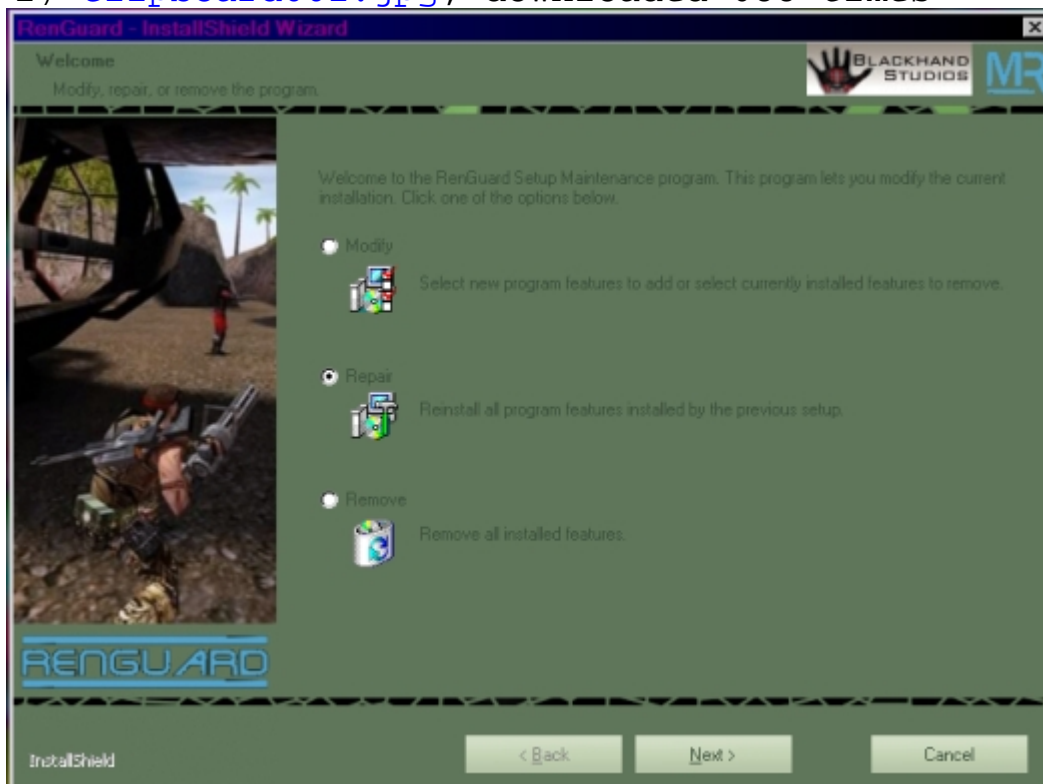 RenGuard - InstallShield Wizard
Welcome
Modify, repair, or remove the program.
BLACKHAND
STUDIOS
Welcome to the RenGuard Setup Maintenance program. This program lets you modify the current
installation. Click one of the options below.
Modify
Select new program features to add or select currently installed features to remove.
Repair
Reinstall all program features installed by the previous setup.
Remove
Remove all installed features.
RENGUARD
InstallShield
< Back
Next >
Cancel